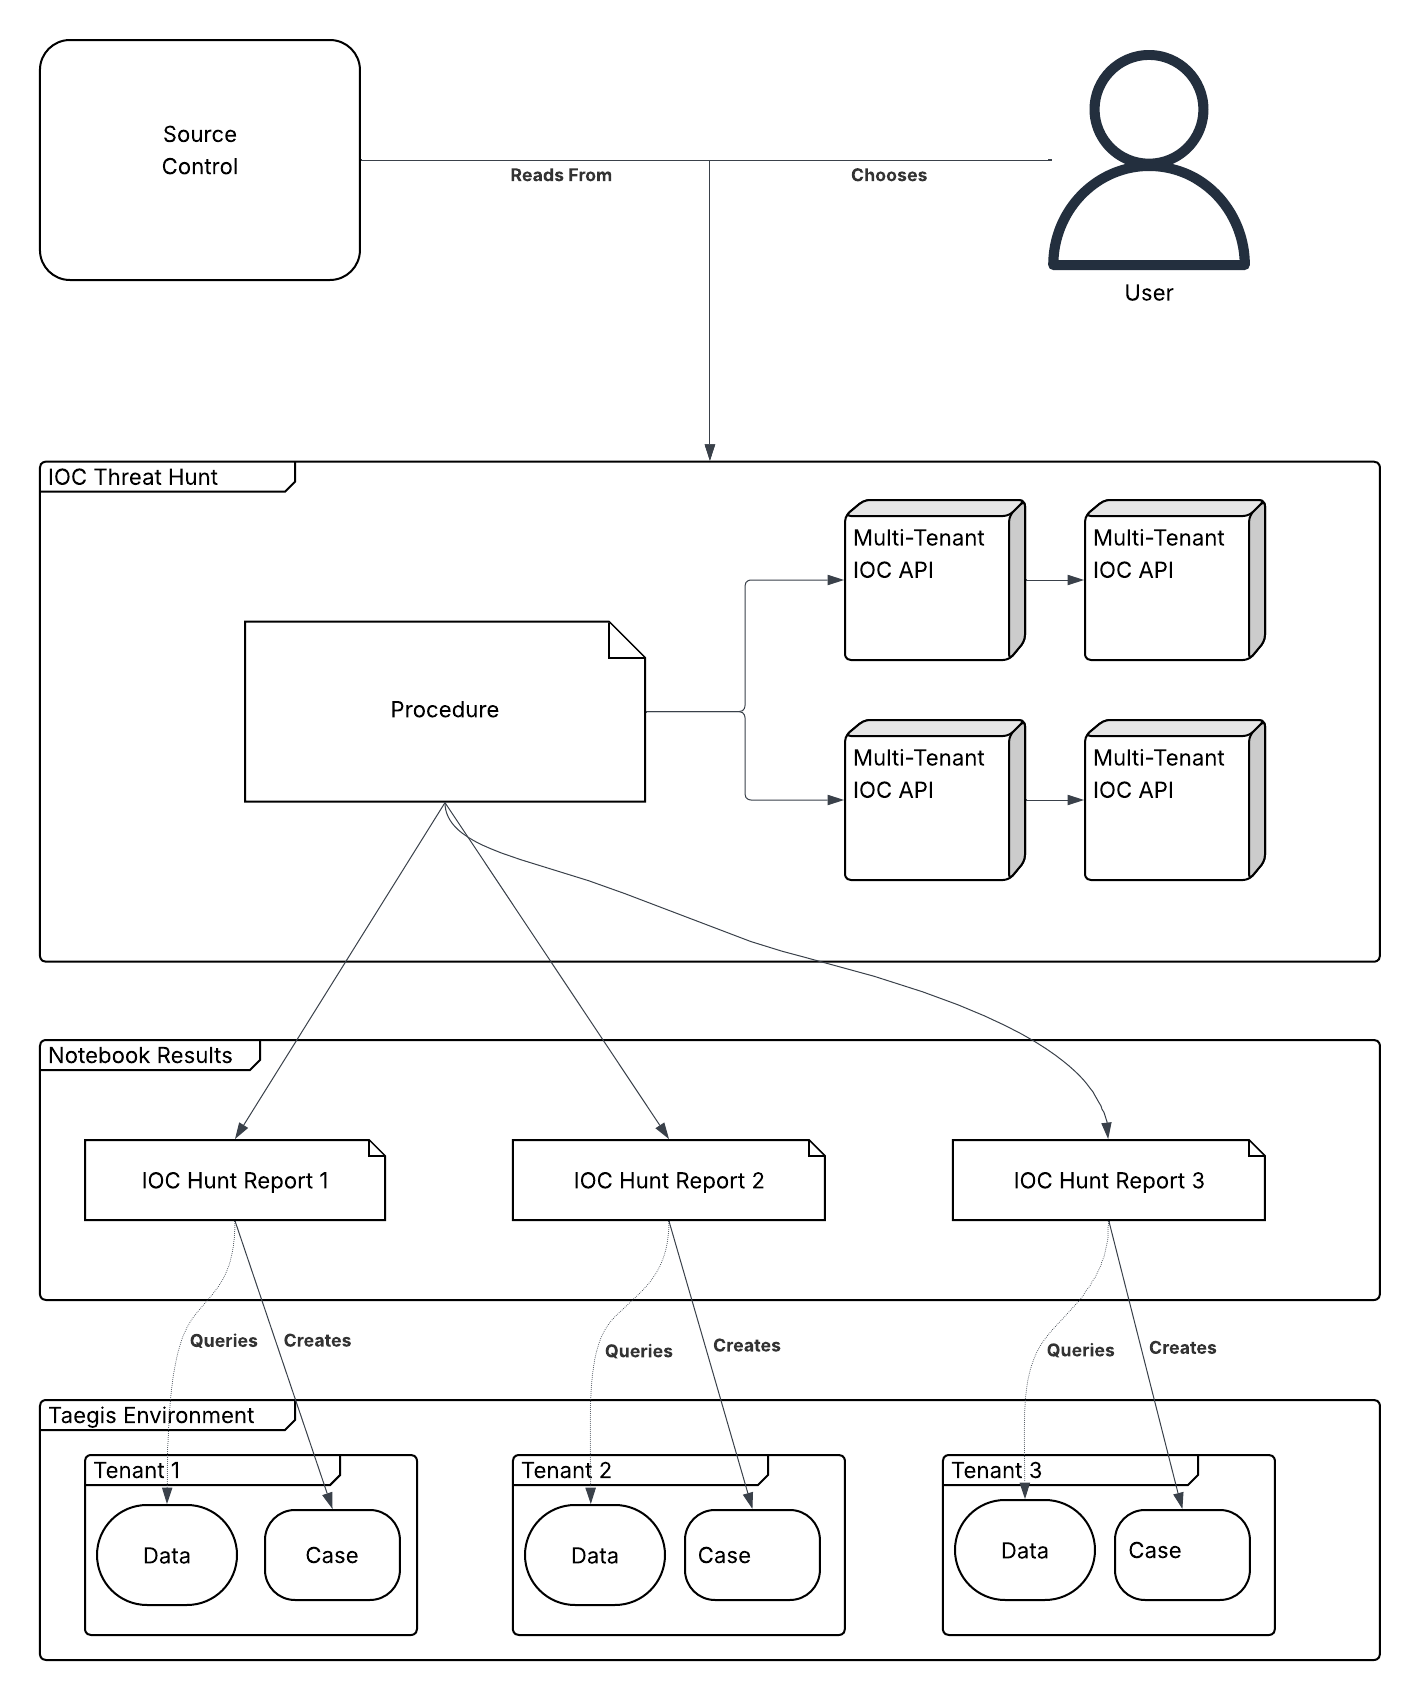 Source
Control
Reads From
Chooses
User
IOC Threat Hunt
Multi-Tenant
IOC API
Multi-Tenant
IOC API
Procedure
Multi-Tenant
IOC API
Multi-Tenant
IOC API
Notebook Results
IOC Hunt Report 1
IOC Hunt Report 2
IOC Hunt Report 3
Queries
Creates
Queries
Creates
Queries
Creates
Taegis Environment
Tenant 1
Tenant 2
Tenant 3
Data
Case
Data
Case
Data
Case